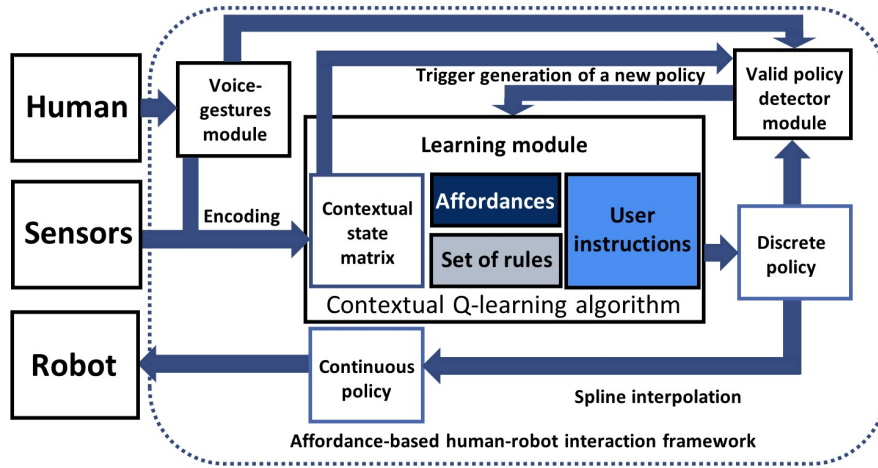 Human
Voice-
gestures
module
Trigger generation of a new policy
Valid policy
detector
module
Learning module
Sensors
Encoding
Contextual
state
matrix
Affordances
Set of rules
User
instructions
Discrete
policy
Contextual Q-learning algorithm
Robot
Continuous
policy
Spline interpolation
Affordance-based human-robot interaction framework